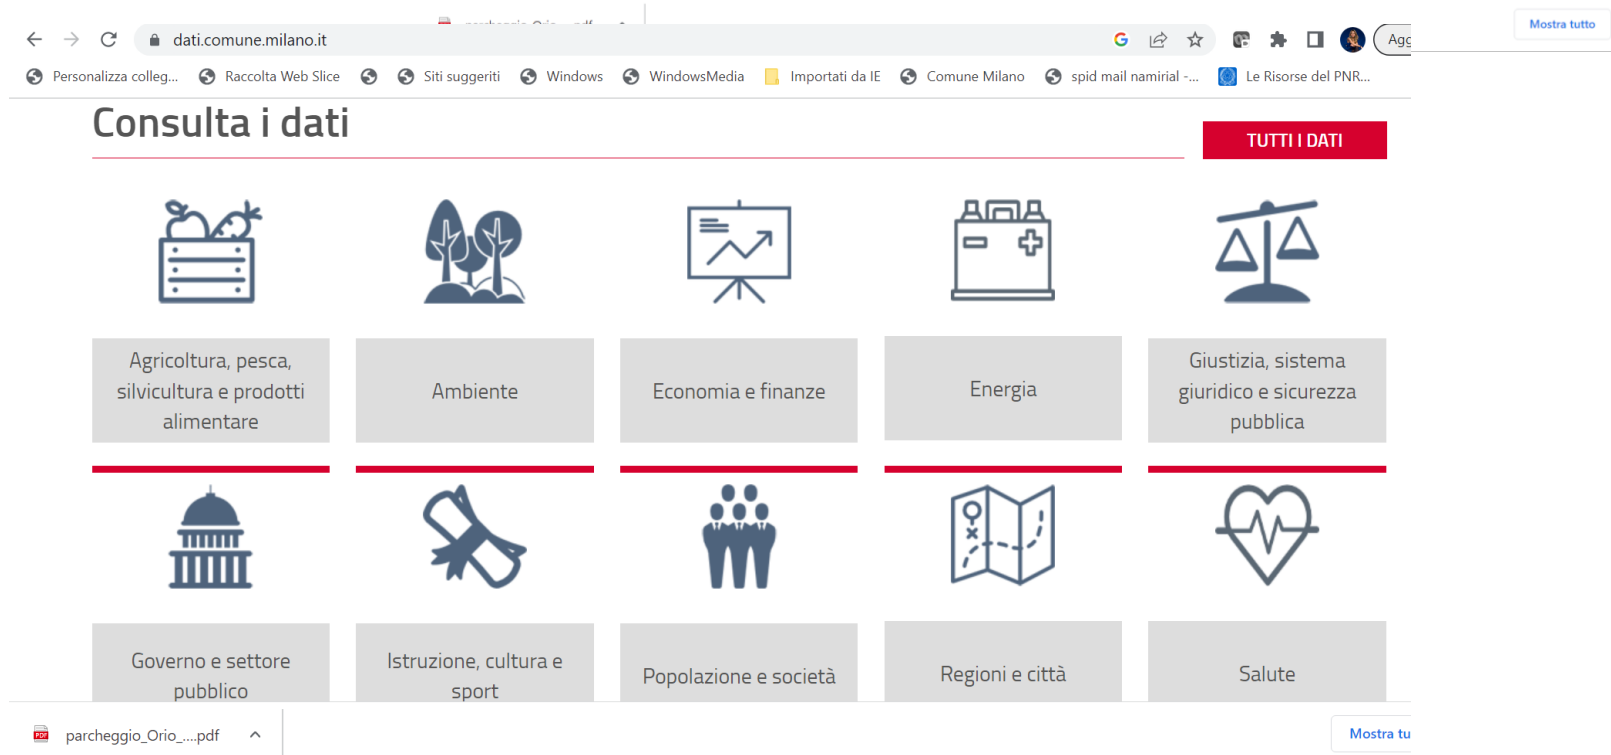 Mostra tutto
dati.comune.milano.it
G
Agg
Personalizza colleg... Raccolta Web Slice Siti suggeriti Windows WindowsMedia Importati da IE Comune Milano spid mail namirial -... Le Risorse del PNR...
Consulta i dati
TUTTI I DATI
Agricoltura, pesca,
silvicultura e prodotti
alimentare
Ambiente
Economia e finanze
Energia
Giustizia, sistema
giuridico e sicurezza
pubblica
Governo e settore
pubblico
Istruzione, cultura e
sport
Popolazione e società
Regioni e città
Salute
PDF parcheggio_Orio_....pdf
Mostra tu